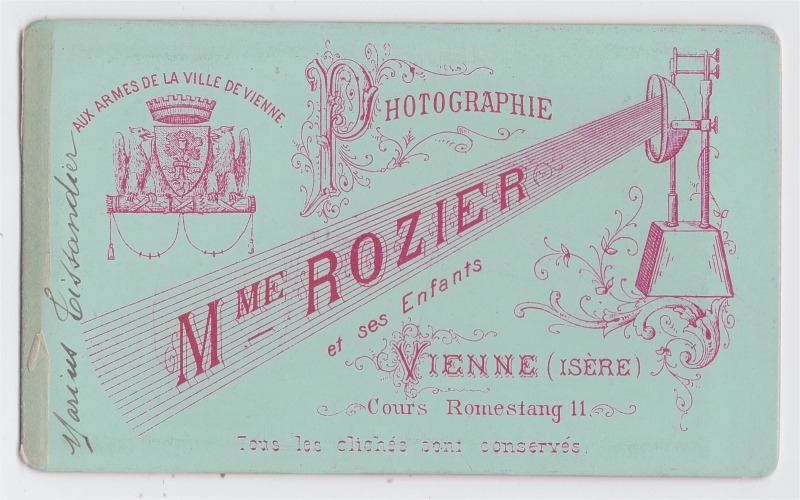 AUX ARMES DE LA VILLE DE VIENNE.
PHOTOGRAPHIE
MME ROZIER
et ses Enfants
VIENNE (ISÈRE)
Cours Romestang 11.
Tous les clichés sont conservés.
Marius Tissandier